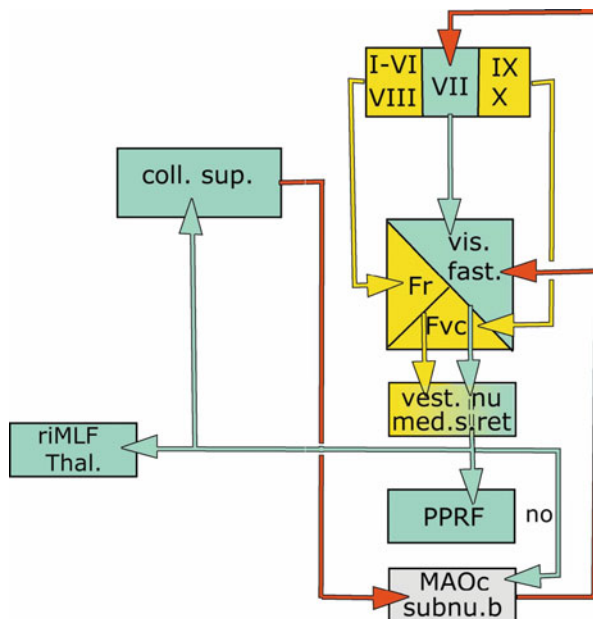 I-VI
VIII
VII
IX
X
coll. sup.
vis.
fast.
Fr
Fvc
vest. nu
med.s.ret
riMLF
Thal.
PPRF
no
MAOc
subnu.b